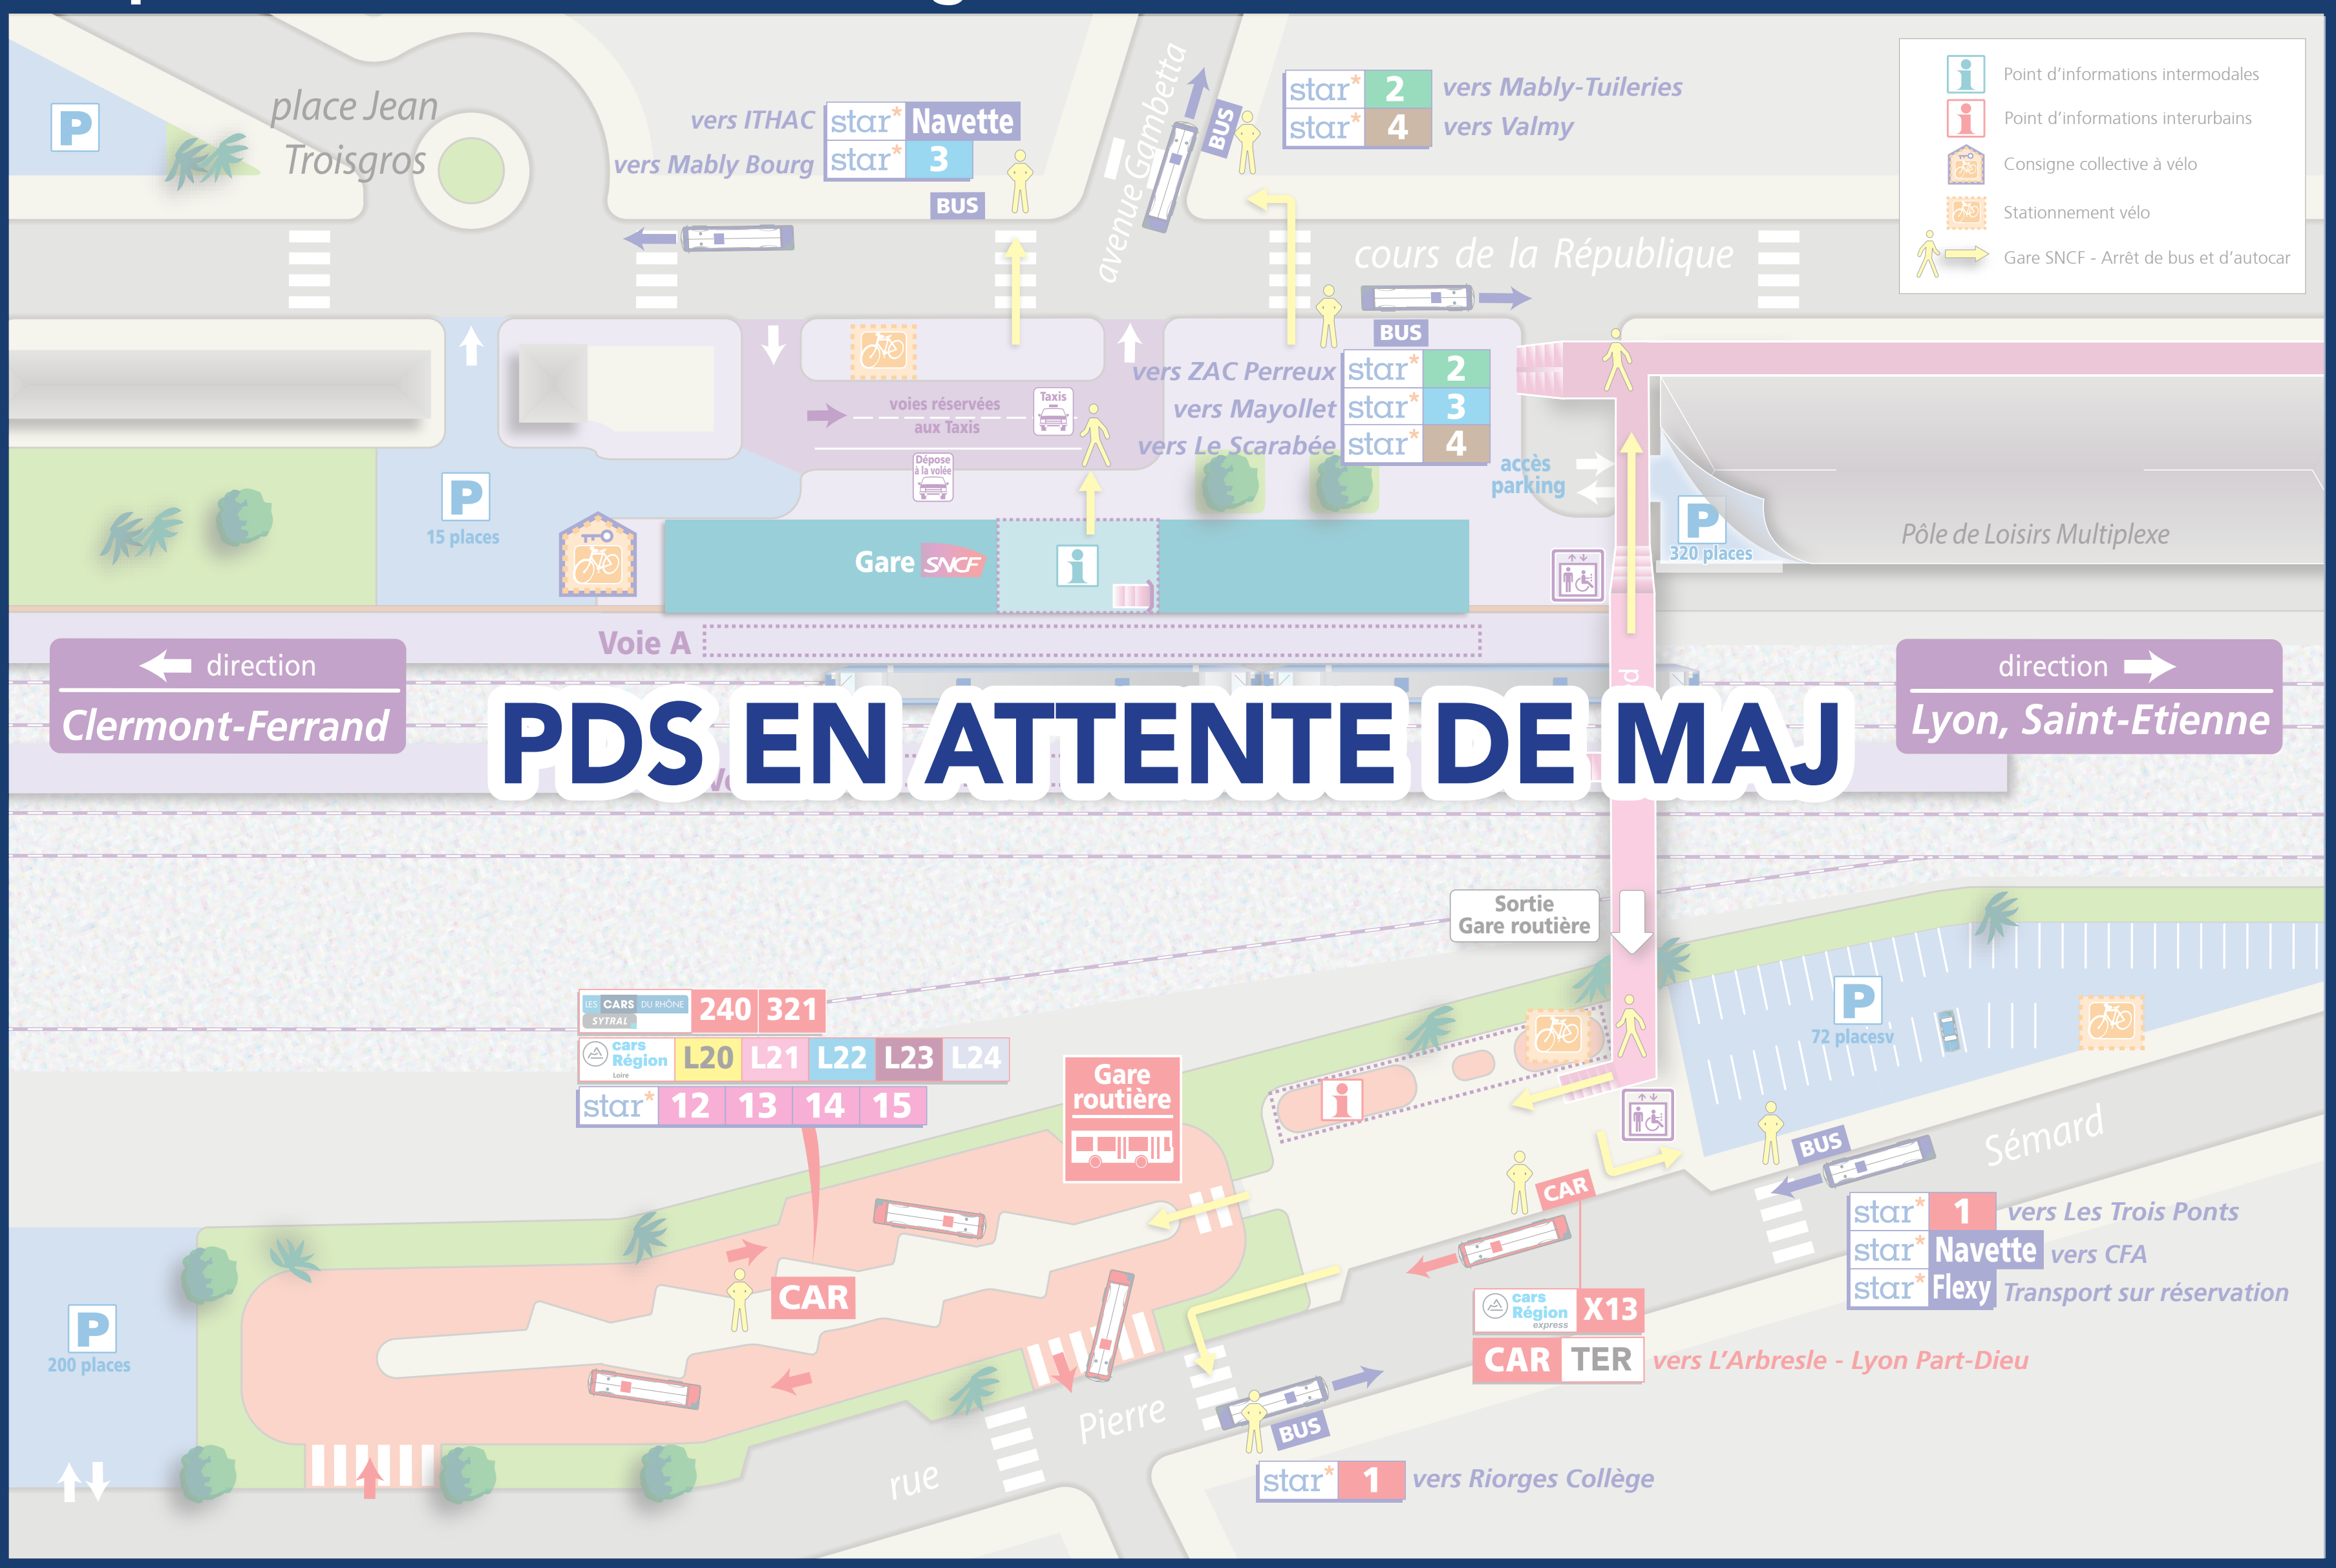 place Jean
Troisgros
P
vers ITHAC star* Navette
vers Mably Bourg star* 3
BUS
avenue Gambetta
BUS
star* 2 vers Mably-Tuileries
star* 4 vers Valmy
i Point d’informations intermodales
i Point d’informations interurbains
Consigne collective à vélo
Stationnement vélo
Gare SNCF - Arrêt de bus et d’autocar
cours de la République
BUS
vers ZAC Perreux star* 2
vers Mayollet star* 3
vers Le Scarabée star* 4
voies réservées
aux Taxis
Taxis
Dépose
à la volée
accès
parking
P
15 places
P
320 places
Pôle de Loisirs Multiplexe
Gare SNCF
i
Voie A
direction
Clermont-Ferrand
direction
Lyon, Saint-Etienne
PDS EN ATTENTE DE MAJ
Sortie
Gare routière
LES CARS DU RHÔNE
SYTRAL
240 321
cars
Région
Loire
L20 L21 L22 L23 L24
star* 12 13 14 15
Gare
routière
i
P
72 placesv
BUS
Sémard
star* 1 vers Les Trois Ponts
star* Navette vers CFA
star* Flexy Transport sur réservation
CAR
cars
Région
express
X13
CAR TER vers L’Arbresle - Lyon Part-Dieu
CAR
P
200 places
rue
Pierre
BUS
star* 1 vers Riorges Collège